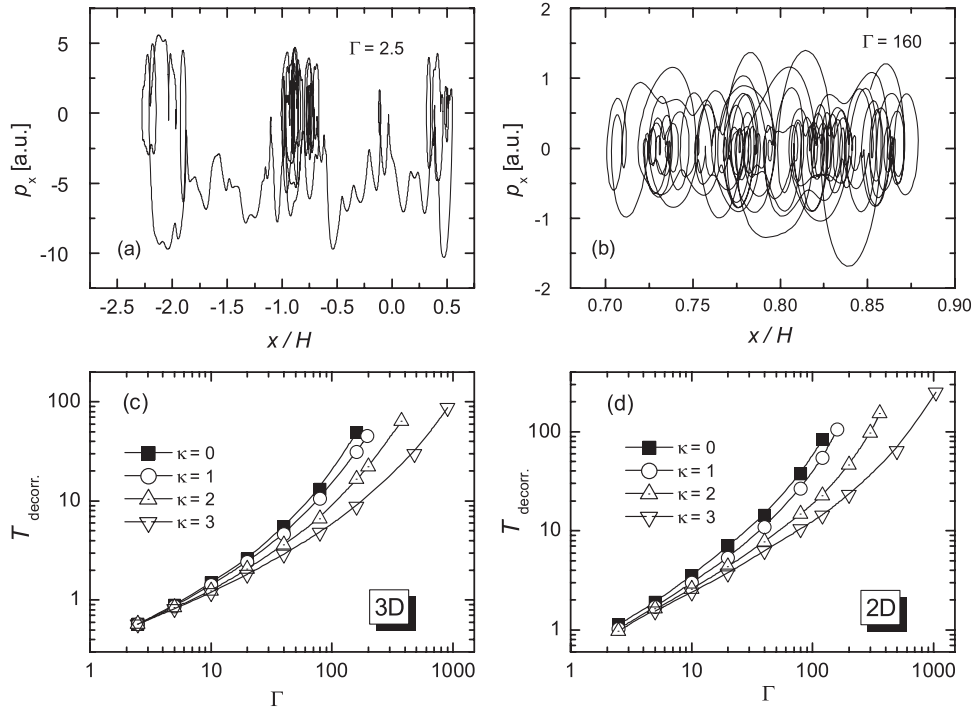 5
0
-5
-10
p_x [a.u.]
Γ = 2.5
(a)
-2.5 -2.0 -1.5 -1.0 -0.5 0.0 0.5
x / H
2
1
0
-1
-2
p_x [a.u.]
Γ = 160
(b)
0.70 0.75 0.80 0.85 0.90
x / H
100
10
1
T_decorr.
(c)
κ = 0
κ = 1
κ = 2
κ = 3
3D
1 10 100 1000
Γ
100
10
1
T_decorr.
(d)
κ = 0
κ = 1
κ = 2
κ = 3
2D
1 10 100 1000
Γ